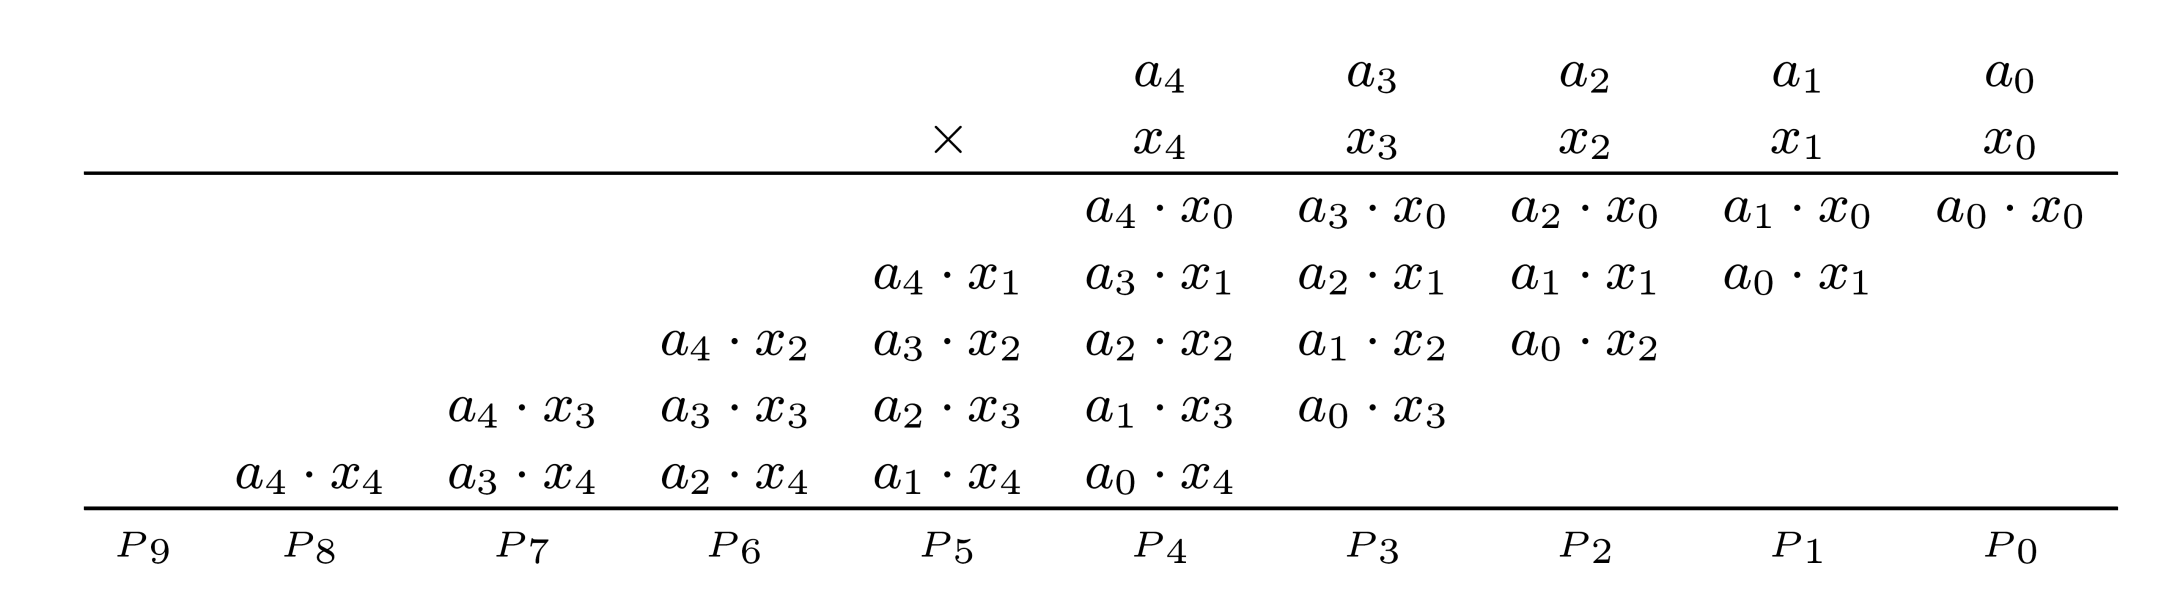 a₄ a₃ a₂ a₁ a₀
× x₄ x₃ x₂ x₁ x₀
a₄ · x₀ a₃ · x₀ a₂ · x₀ a₁ · x₀ a₀ · x₀
a₄ · x₁ a₃ · x₁ a₂ · x₁ a₁ · x₁ a₀ · x₁
a₄ · x₂ a₃ · x₂ a₂ · x₂ a₁ · x₂ a₀ · x₂
a₄ · x₃ a₃ · x₃ a₂ · x₃ a₁ · x₃ a₀ · x₃
a₄ · x₄ a₃ · x₄ a₂ · x₄ a₁ · x₄ a₀ · x₄
P₉ P₈ P₇ P₆ P₅ P₄ P₃ P₂ P₁ P₀